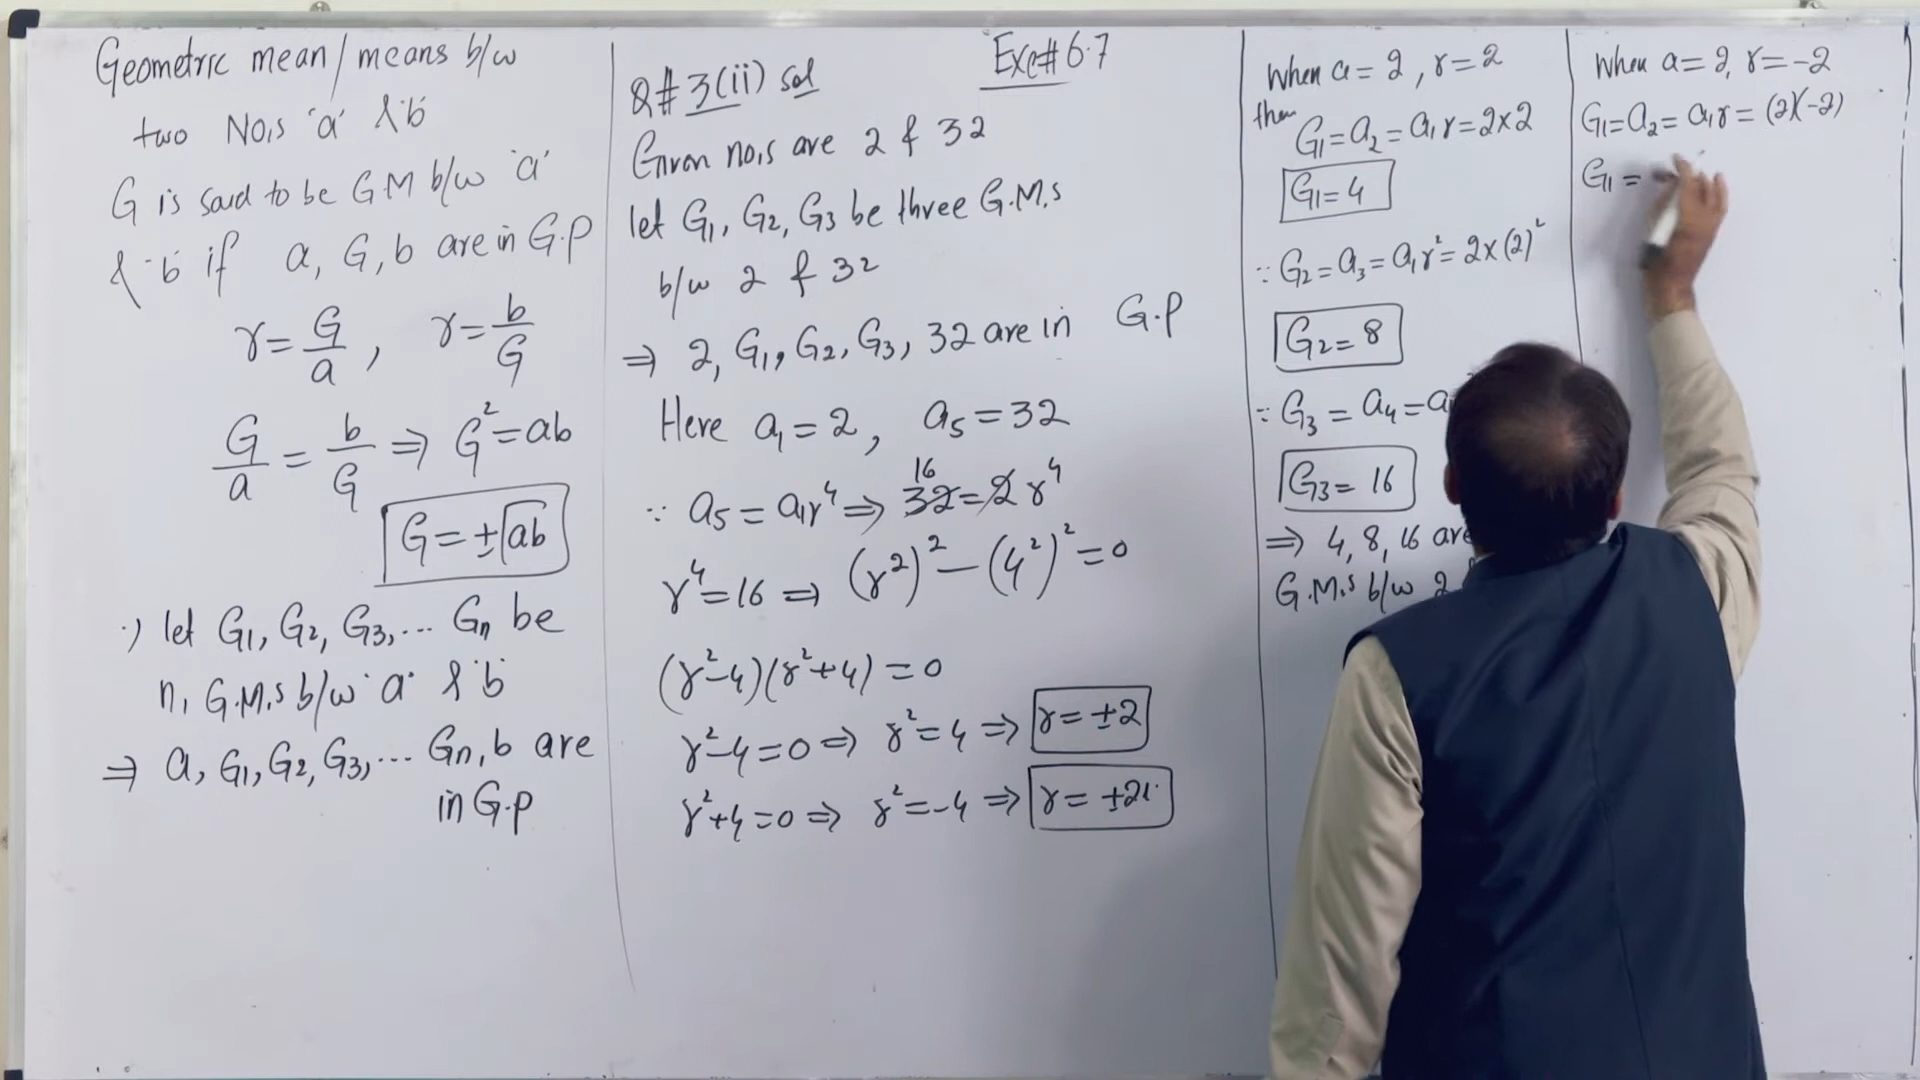 Geometric mean/means b/w
two No,s 'a' & 'b'
G is said to be G.M b/w 'a'
& 'b' if a, G, b are in G.P
r = G/a , r = b/G
G/a = b/G ⇒ G² = ab
G = ±√ab
·) let G₁, G₂, G₃, ... Gₙ be
n, G.M,s b/w 'a' & 'b'
⇒ a, G₁, G₂, G₃, ... Gₙ, b are
in G.P
Exe# 6.7
Q# 3(ii) sol
Given no,s are 2 & 32
let G₁, G₂, G₃ be three G.M,s
b/w 2 & 32
⇒ 2, G₁, G₂, G₃, 32 are in G.P
Here a₁ = 2, a₅ = 32
16
∵ a₅ = a₁r⁴ ⇒ 32 = 2 r⁴
r⁴ = 16 ⇒ (r²)² − (4²)² = 0
(r²−4)(r²+4) = 0
r²−4 = 0 ⇒ r² = 4 ⇒ r = ±2
r²+4 = 0 ⇒ r² = −4 ⇒ r = ±2i
When a = 2, r = 2
then
G₁ = a₂ = a₁r = 2×2
G₁ = 4
∵ G₂ = a₃ = a₁r² = 2×(2)²
G₂ = 8
∵ G₃ = a₄ = a
G₃ = 16
⇒ 4, 8, 16 are
G.M,s b/w 2
When a = 2, r = −2
G₁ = a₂ = a₁r = (2)(−2)
G₁ = −